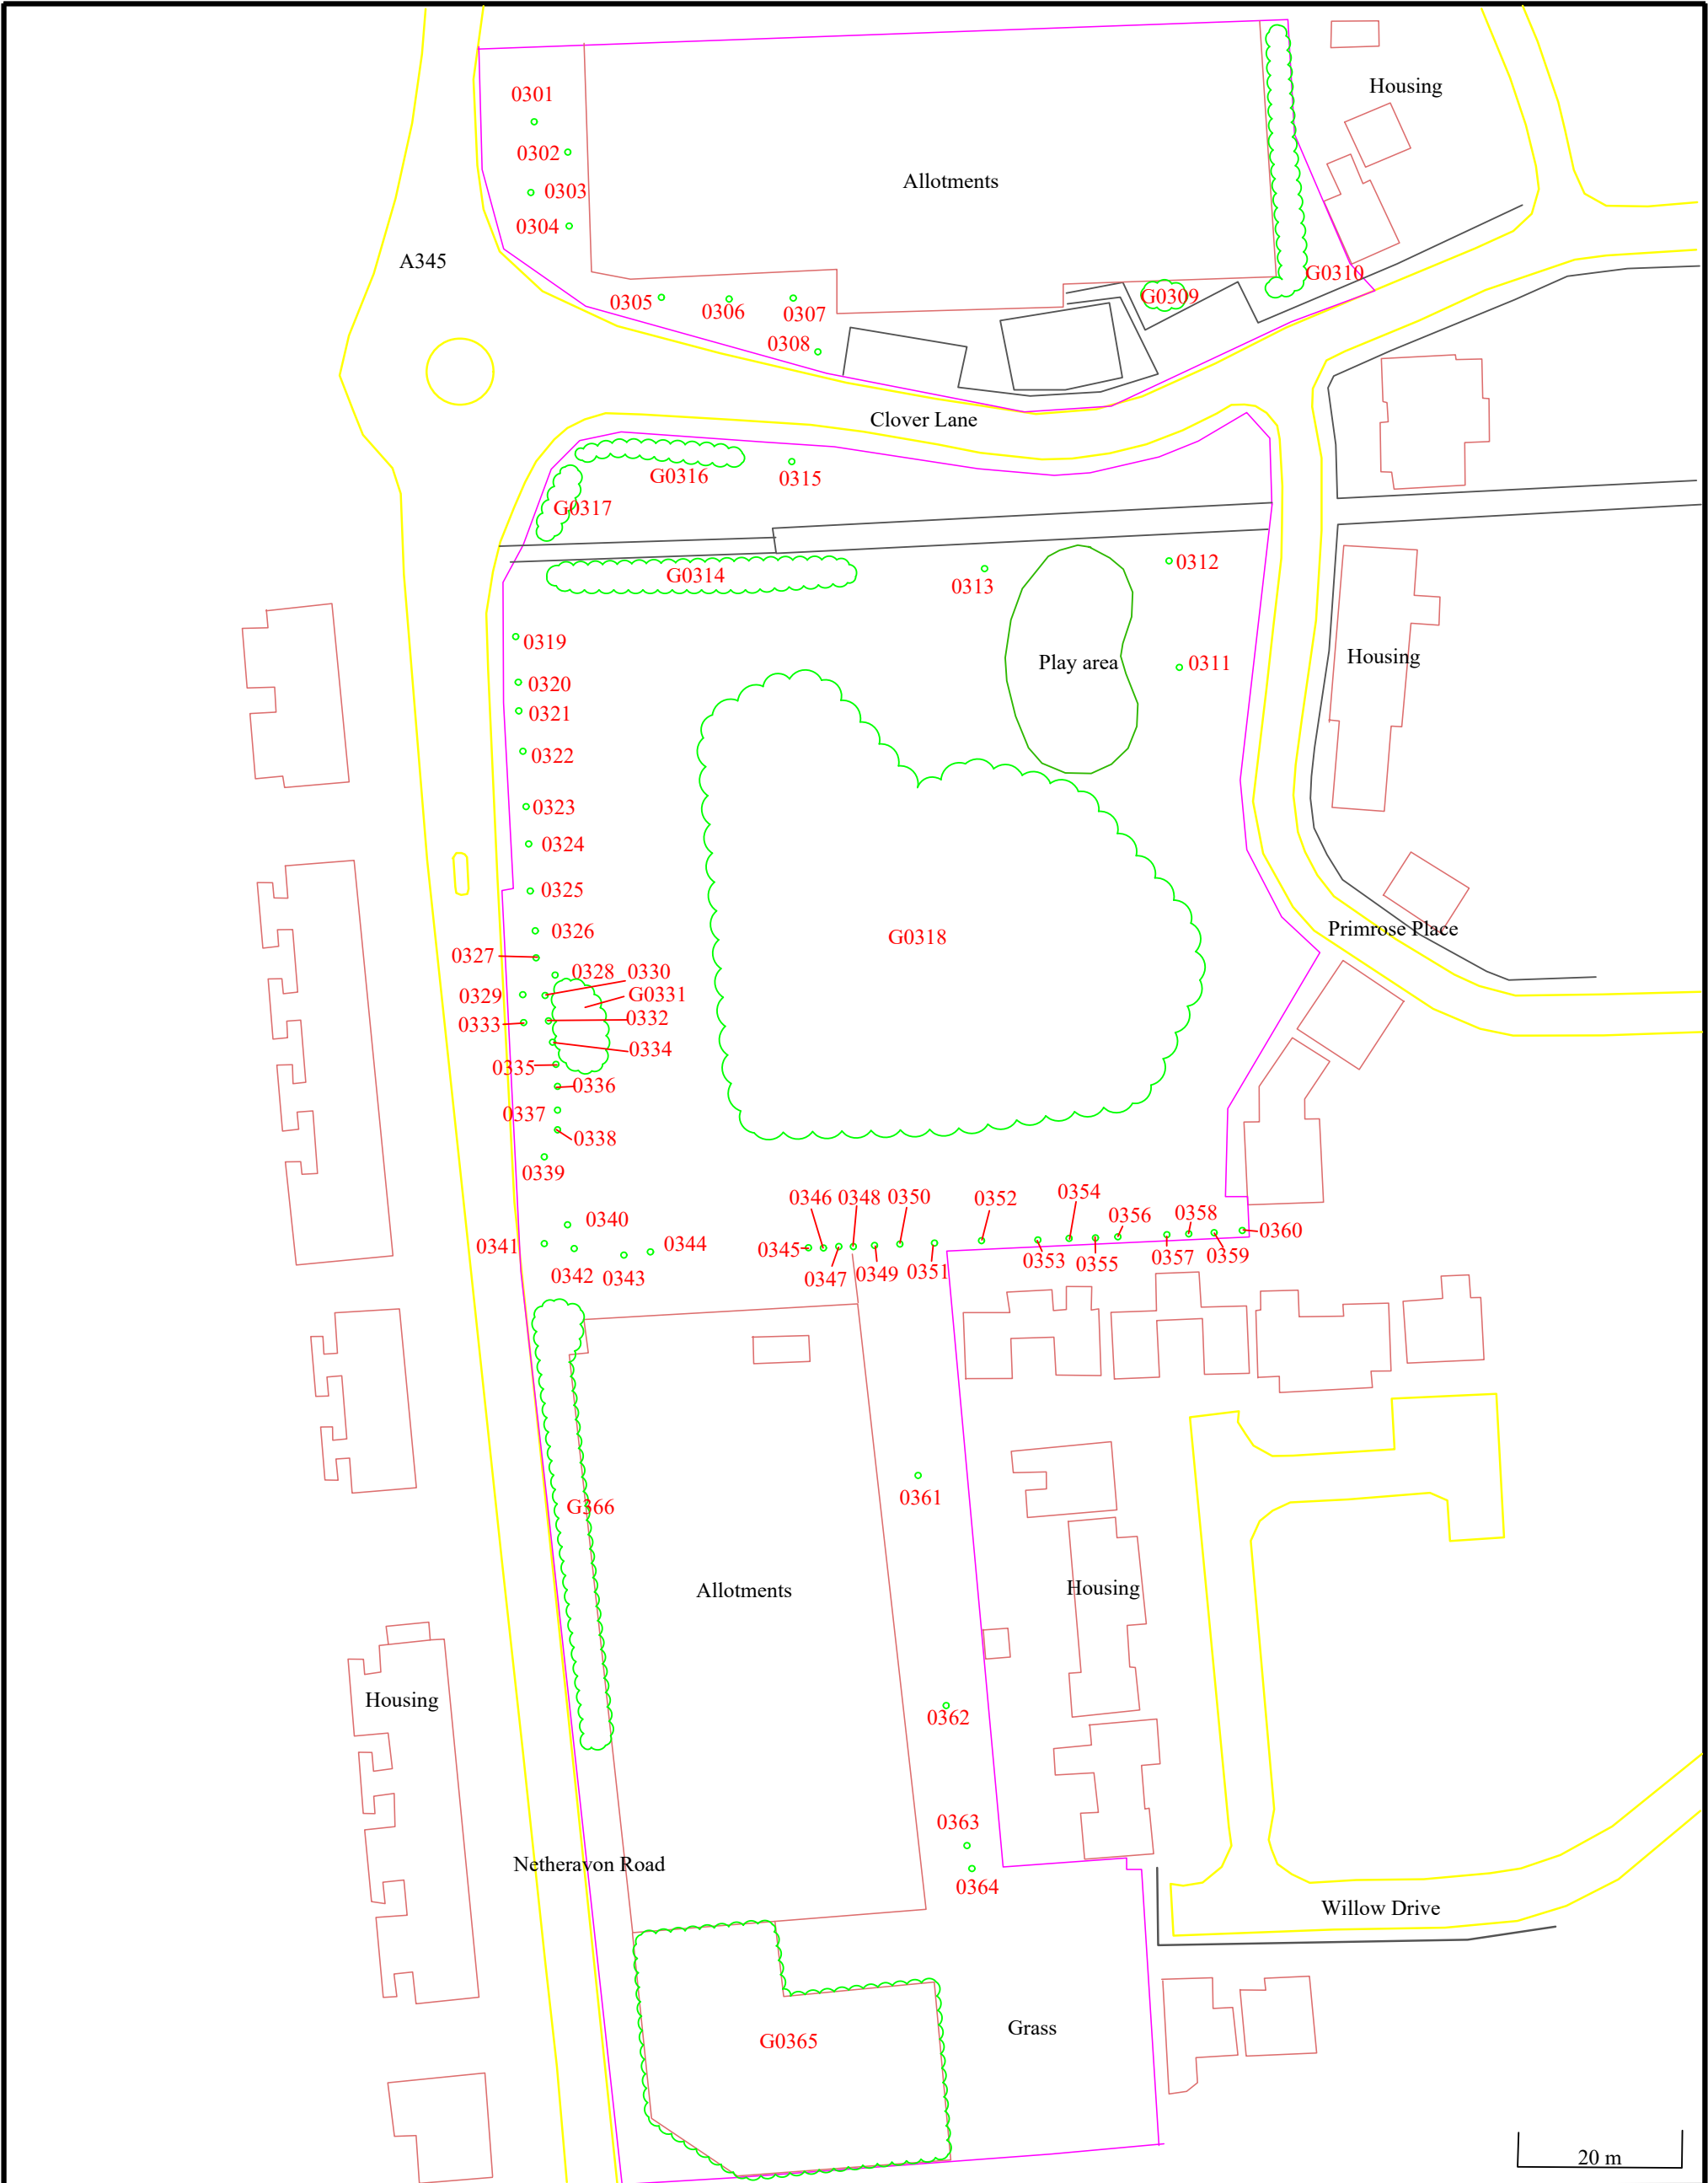 Housing
0301
0302
Allotments
0303
0304
A345
G0310
0305
0306
0307
G0309
0308
Clover Lane
G0316
0315
G0317
0312
G0314
0313
0319
Play area
0311
Housing
0320
0321
0322
0323
0324
0325
0326
G0318
Primrose Place
0327
0328
0330
0329
G0331
0333
0332
0334
0335
0336
0337
0338
0339
0346
0348
0350
0352
0354
0356
0358
0360
0340
0341
0344
0345
0347
0349
0351
0353
0355
0357
0359
0342
0343
0361
G366
Allotments
Housing
Housing
0362
0363
Netheravon Road
0364
Willow Drive
G0365
Grass
20 m